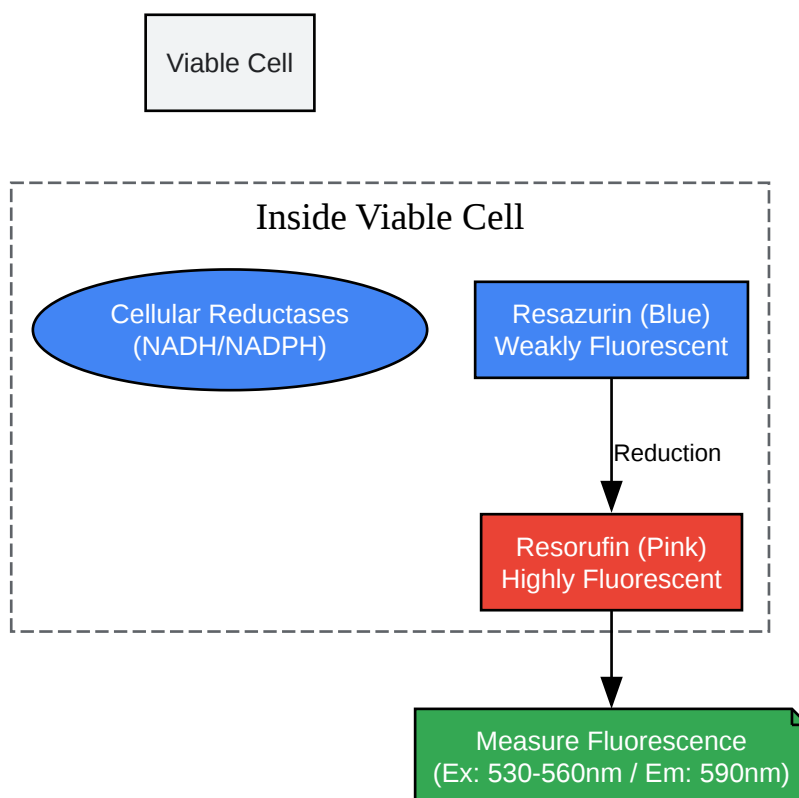 Viable Cell
Inside Viable Cell
Cellular Reductases
(NADH/NADPH)
Resazurin (Blue)
Weakly Fluorescent
Reduction
Resorufin (Pink)
Highly Fluorescent
Measure Fluorescence
(Ex: 530-560nm / Em: 590nm)